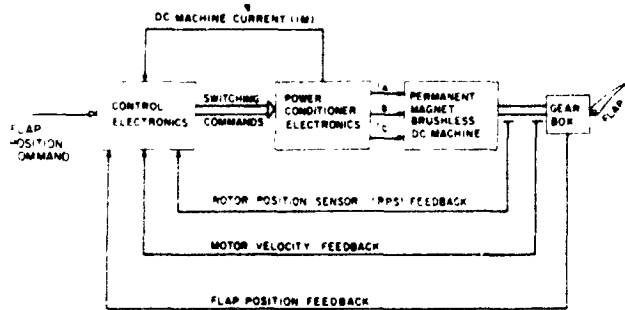 DC MACHINE CURRENT (IM)
CONTROL
ELECTRONICS
SWITCHING
COMMANDS
POWER
CONDITIONER
ELECTRONICS
A
B
C
PERMANENT
MAGNET
BRUSHLESS
DC MACHINE
GEAR
BOX
FLAP
FLAP
POSITION
COMMAND
ROTOR POSITION SENSOR (RPS) FEEDBACK
MOTOR VELOCITY FEEDBACK
FLAP POSITION FEEDBACK